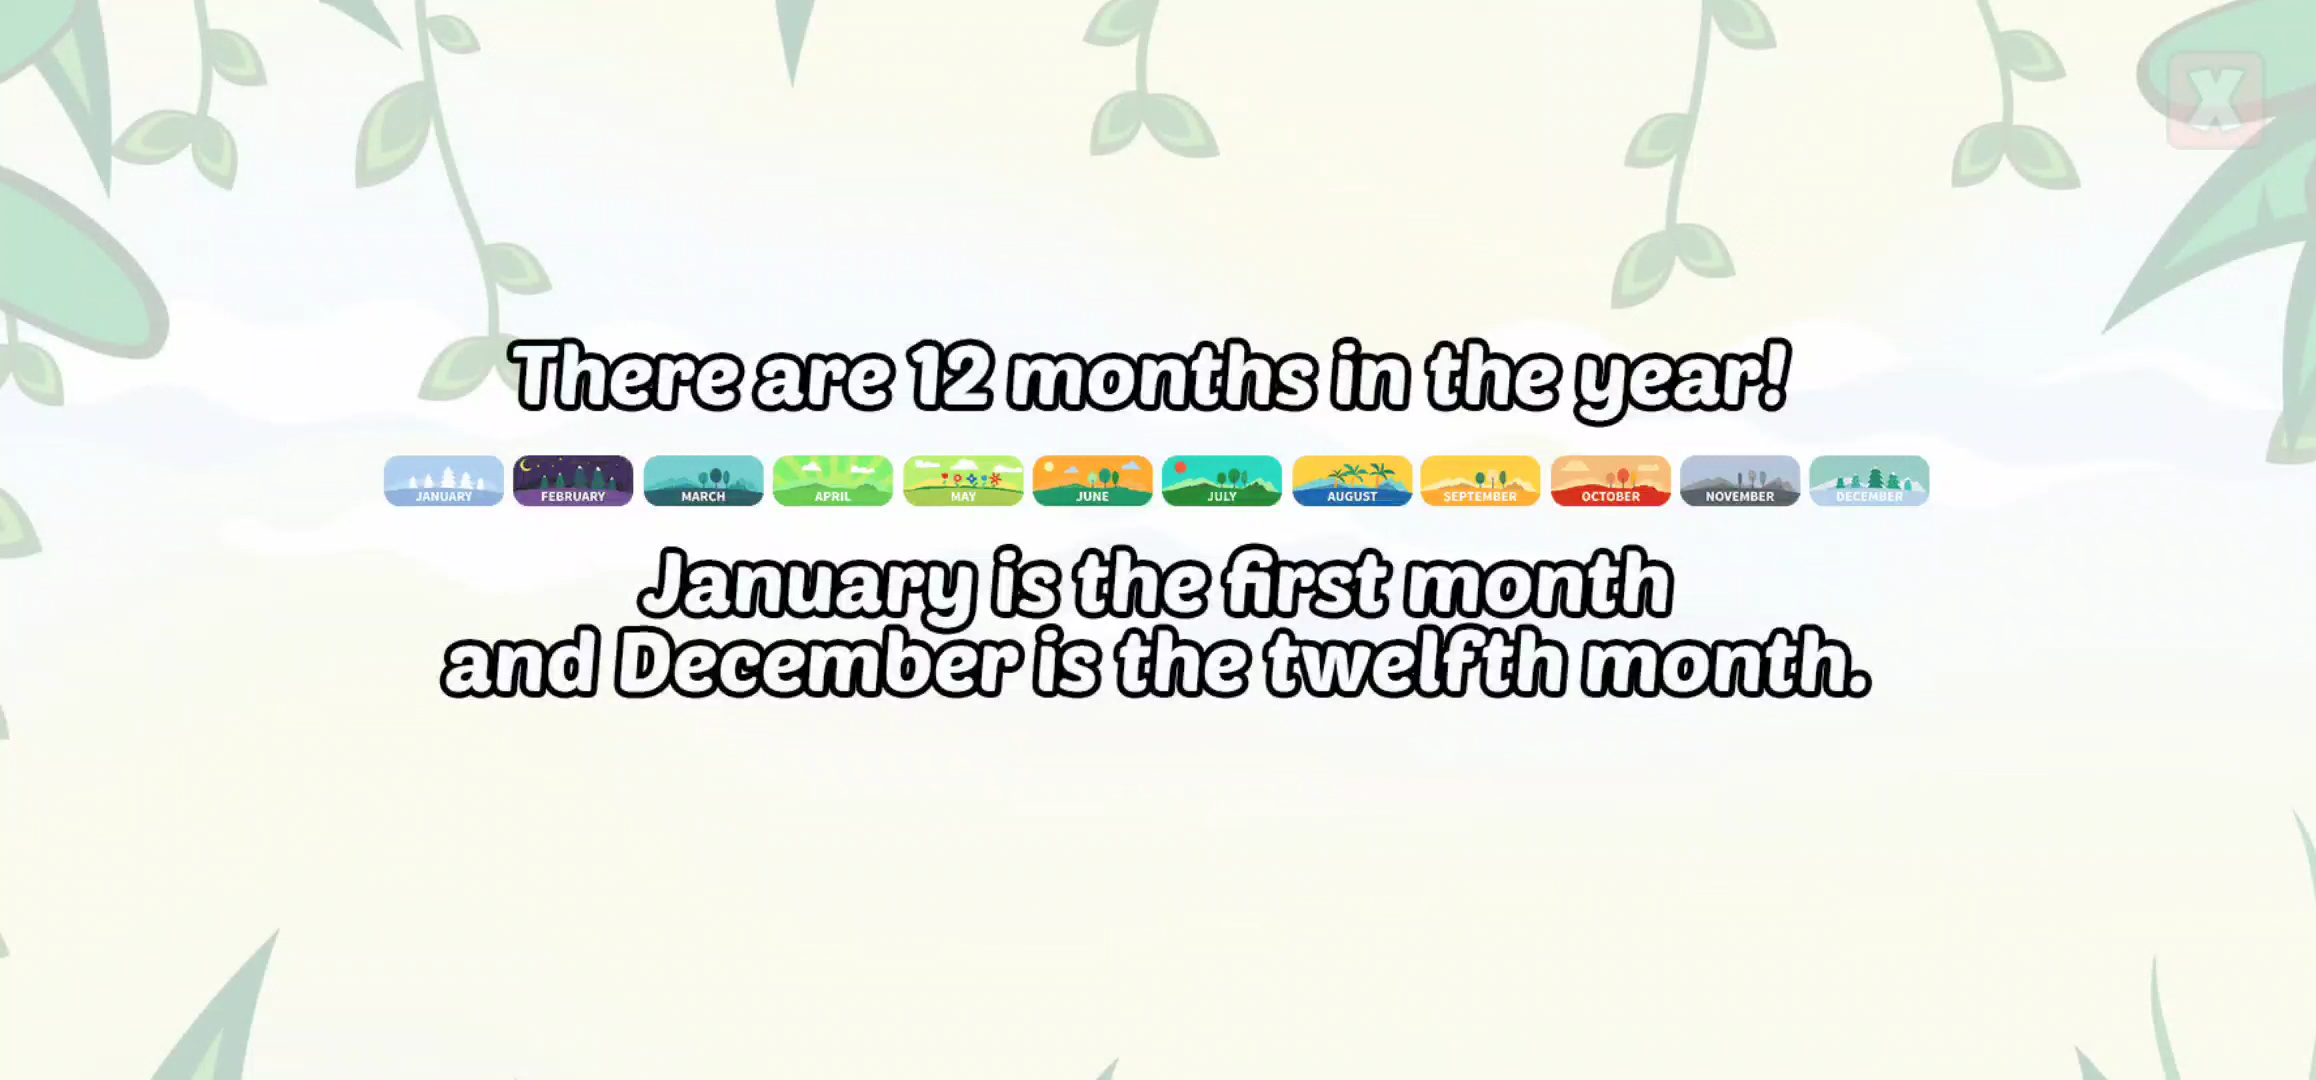 There are 12 months in the year!
JANUARY FEBRUARY MARCH APRIL MAY JUNE JULY AUGUST SEPTEMBER OCTOBER NOVEMBER DECEMBER
January is the first month
and December is the twelfth month.
X